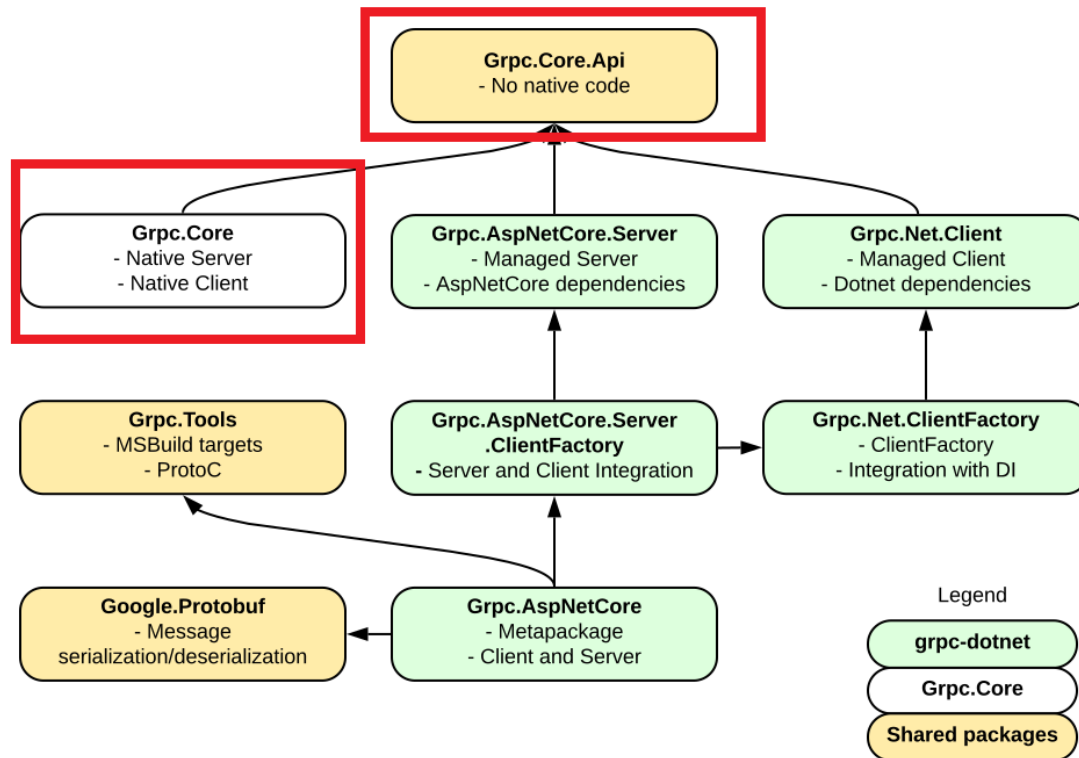 Grpc.Core.Api
- No native code
Grpc.Core
- Native Server
- Native Client
Grpc.AspNetCore.Server
- Managed Server
- AspNetCore dependencies
Grpc.Net.Client
- Managed Client
- Dotnet dependencies
Grpc.Tools
- MSBuild targets
- ProtoC
Grpc.AspNetCore.Server
.ClientFactory
- Server and Client Integration
Grpc.Net.ClientFactory
- ClientFactory
- Integration with DI
Google.Protobuf
- Message
serialization/deserialization
Grpc.AspNetCore
- Metapackage
- Client and Server
Legend
grpc-dotnet
Grpc.Core
Shared packages